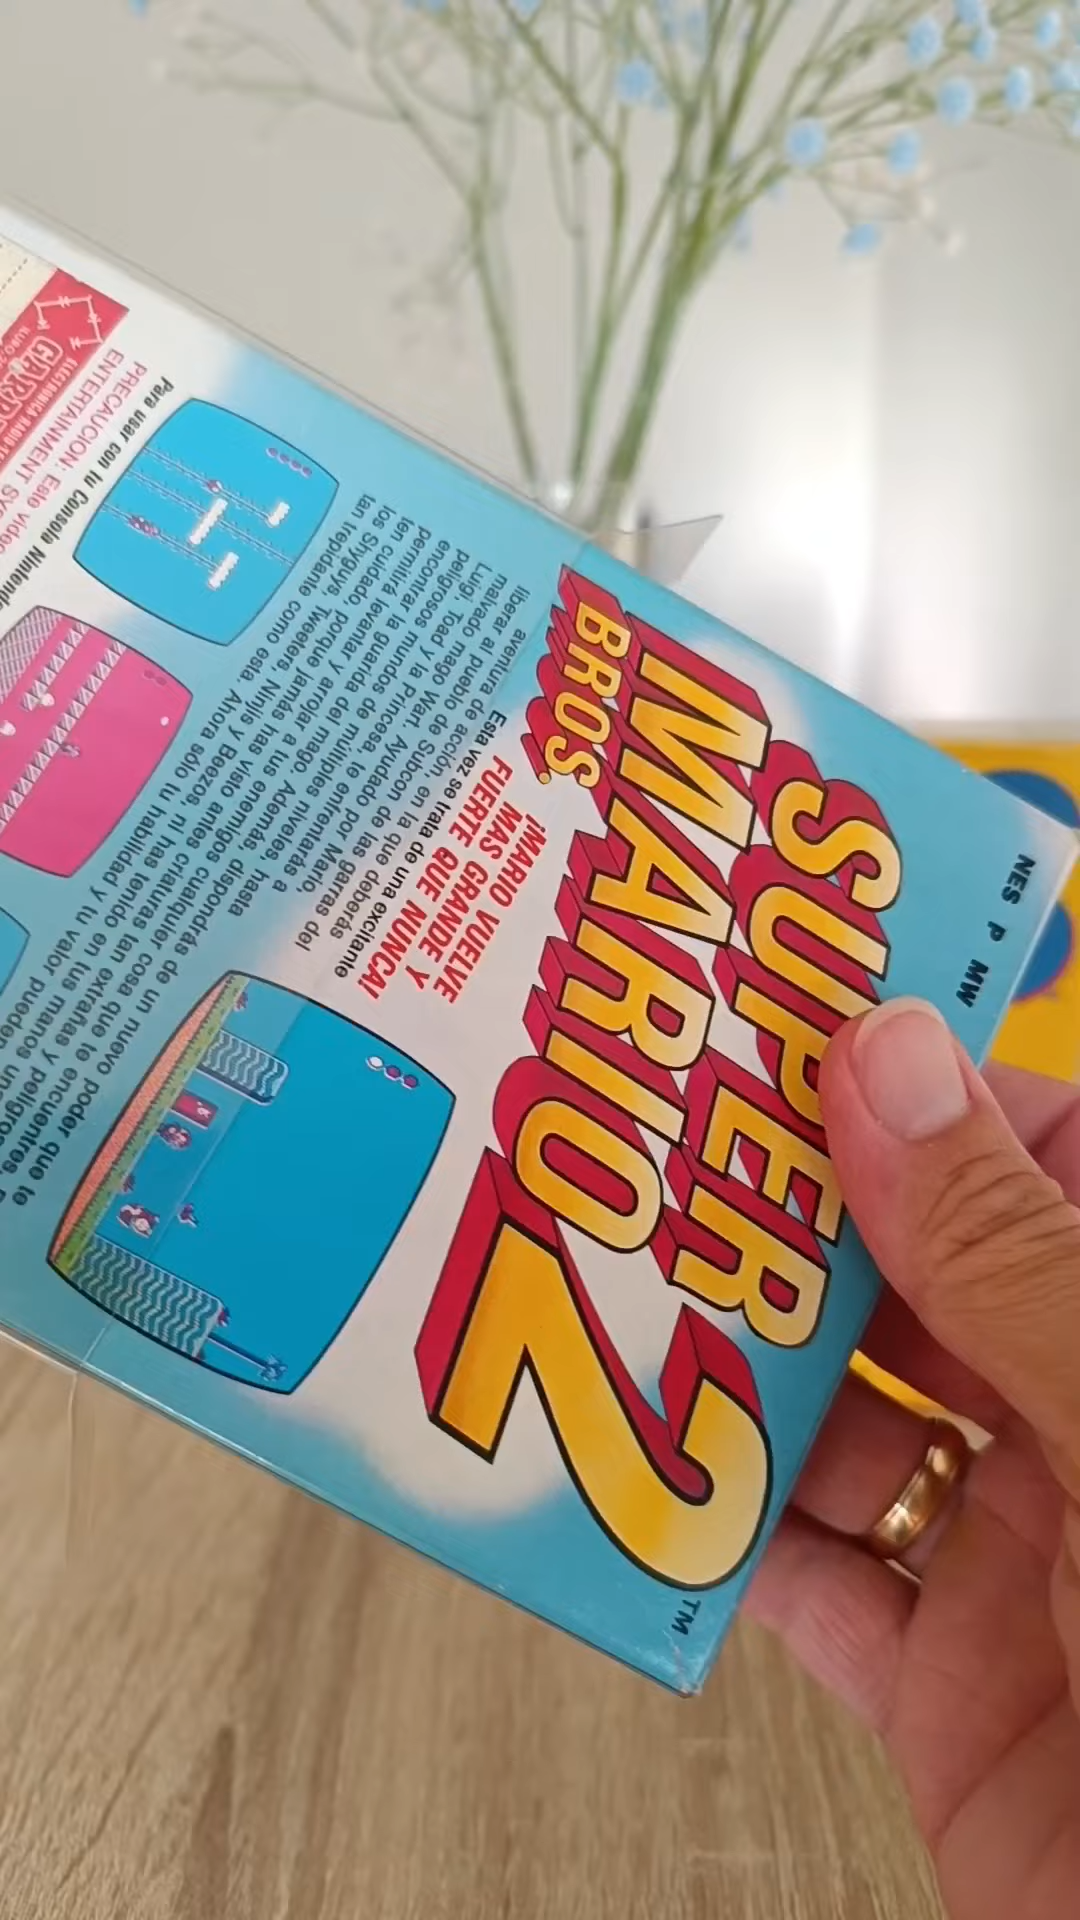 NES P MW
SUPER
MARIO
BROS.
2
TM
¡MARIO VUELVE
MAS GRANDE Y
FUERTE QUE NUNCA!
Esta vez se trata de una excitante
aventura de acción, en la que deberás
liberar al pueblo de Subcon, de las garras del
malvado mago Wart. Ayudado por Mario,
Luigi, Toad y la Princesa, te enfrentarás a
peligrosos mundos de múltiples niveles, hasta
encontrar la guarida del mago. Además, dispondrás de un nuevo poder que te
permitirá levantar y arrojar a tus enemigos cualquier cosa que te encuentres,
ten cuidado, porque jamás has visto antes criaturas tan extrañas y peligros
los Shyguys, Tweeters, Ninjis y Beezos, ni has tenido en tus manos un
tan trepidante como esta Ahora sólo tu habilidad y tu valor pueden
Para usar con tu Consola Nintendo
PRECAUCION: Este video
ENTERTAINMENT SYS
ELECTRONICA RADIO